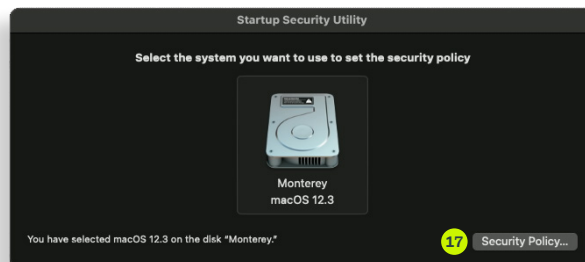 Startup Security Utility
Select the system you want to use to set the security policy
Monterey
macOS 12.3
You have selected macOS 12.3 on the disk “Monterey.”
17
Security Policy...